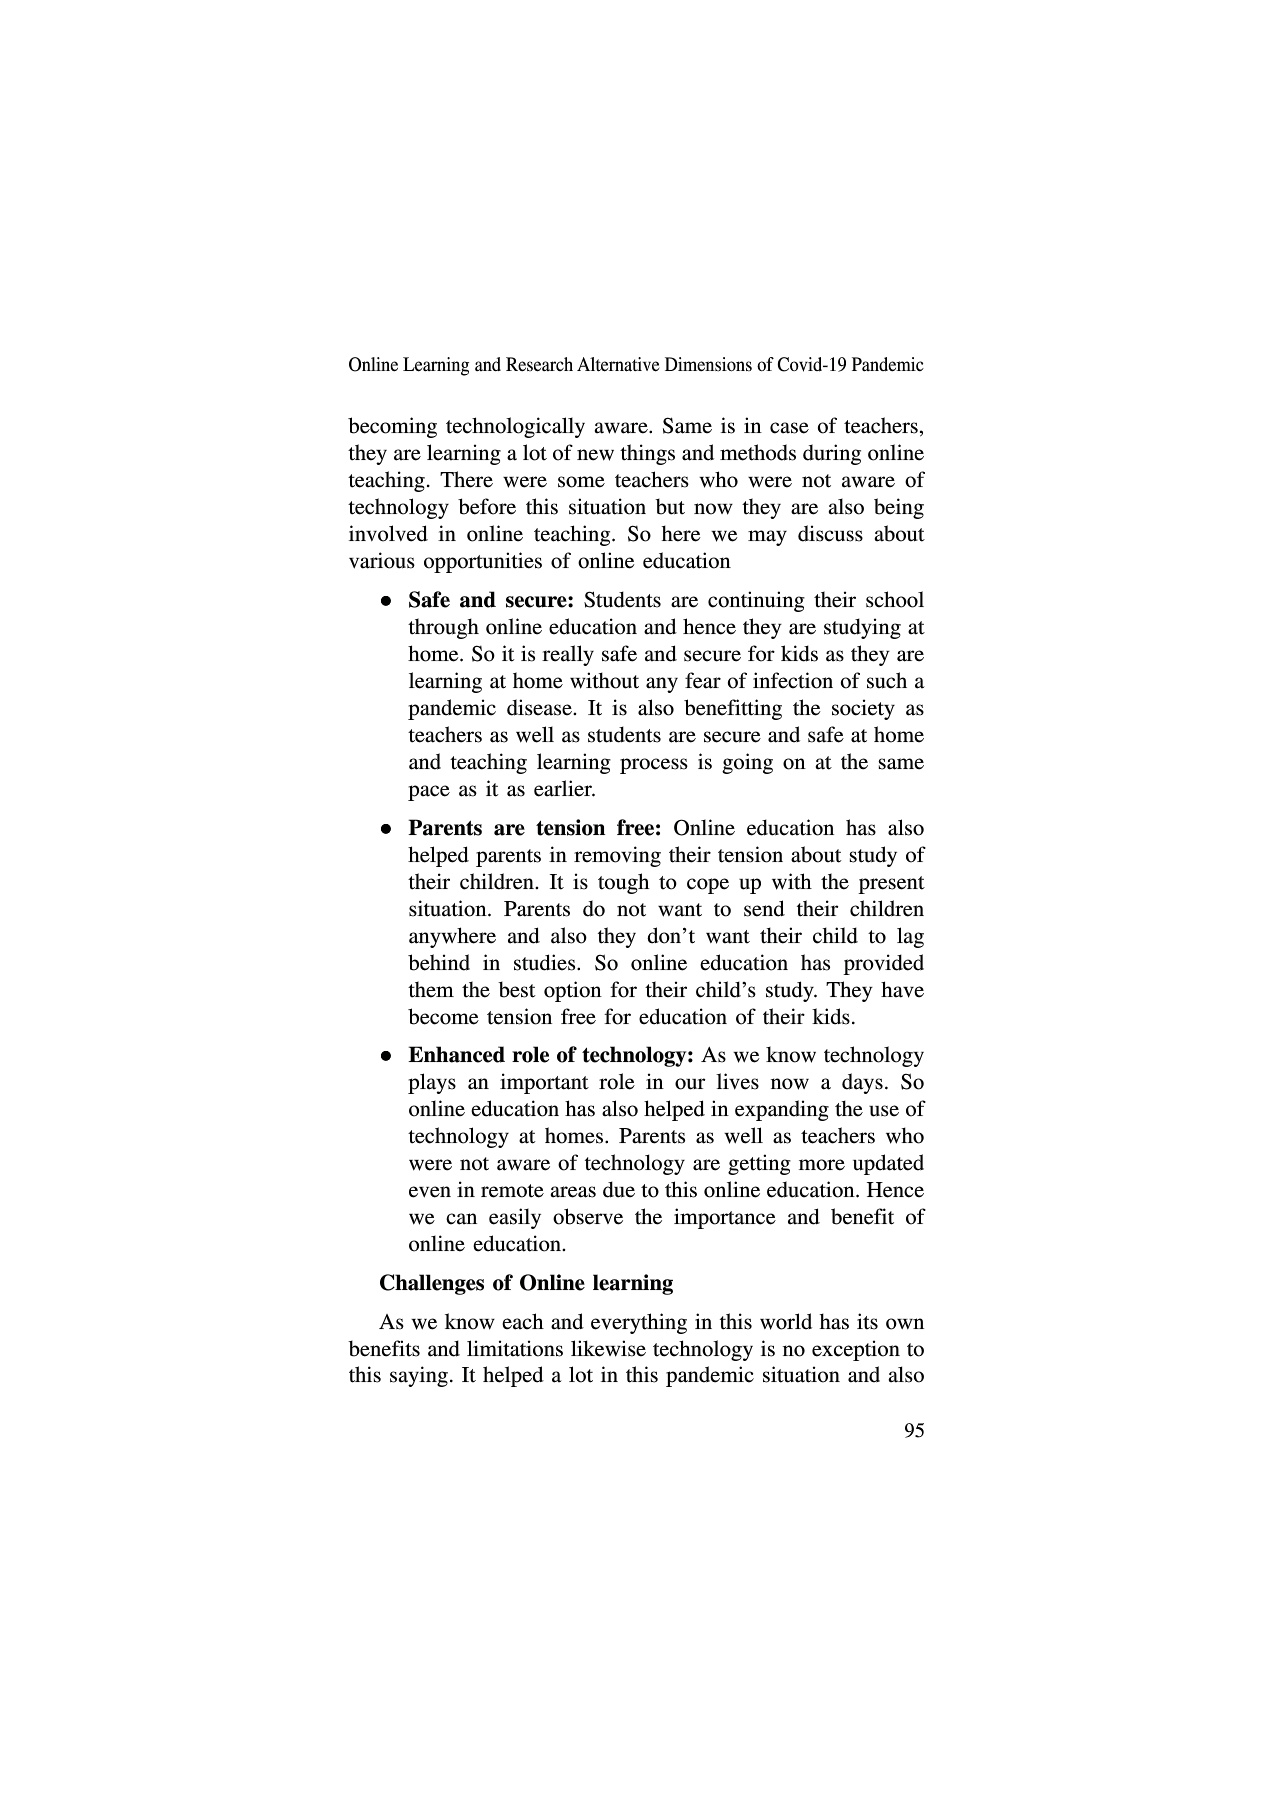 Online Learning and Research Alternative Dimensions of Covid-19 Pandemic
becoming technologically aware. Same is in case of teachers,
they are learning a lot of new things and methods during online
teaching. There were some teachers who were not aware of
technology before this situation but now they are also being
involved in online teaching. So here we may discuss about
various opportunities of online education
● Safe and secure: Students are continuing their school
through online education and hence they are studying at
home. So it is really safe and secure for kids as they are
learning at home without any fear of infection of such a
pandemic disease. It is also benefitting the society as
teachers as well as students are secure and safe at home
and teaching learning process is going on at the same
pace as it as earlier.
● Parents are tension free: Online education has also
helped parents in removing their tension about study of
their children. It is tough to cope up with the present
situation. Parents do not want to send their children
anywhere and also they don’t want their child to lag
behind in studies. So online education has provided
them the best option for their child’s study. They have
become tension free for education of their kids.
● Enhanced role of technology: As we know technology
plays an important role in our lives now a days. So
online education has also helped in expanding the use of
technology at homes. Parents as well as teachers who
were not aware of technology are getting more updated
even in remote areas due to this online education. Hence
we can easily observe the importance and benefit of
online education.
Challenges of Online learning
As we know each and everything in this world has its own
benefits and limitations likewise technology is no exception to
this saying. It helped a lot in this pandemic situation and also
95